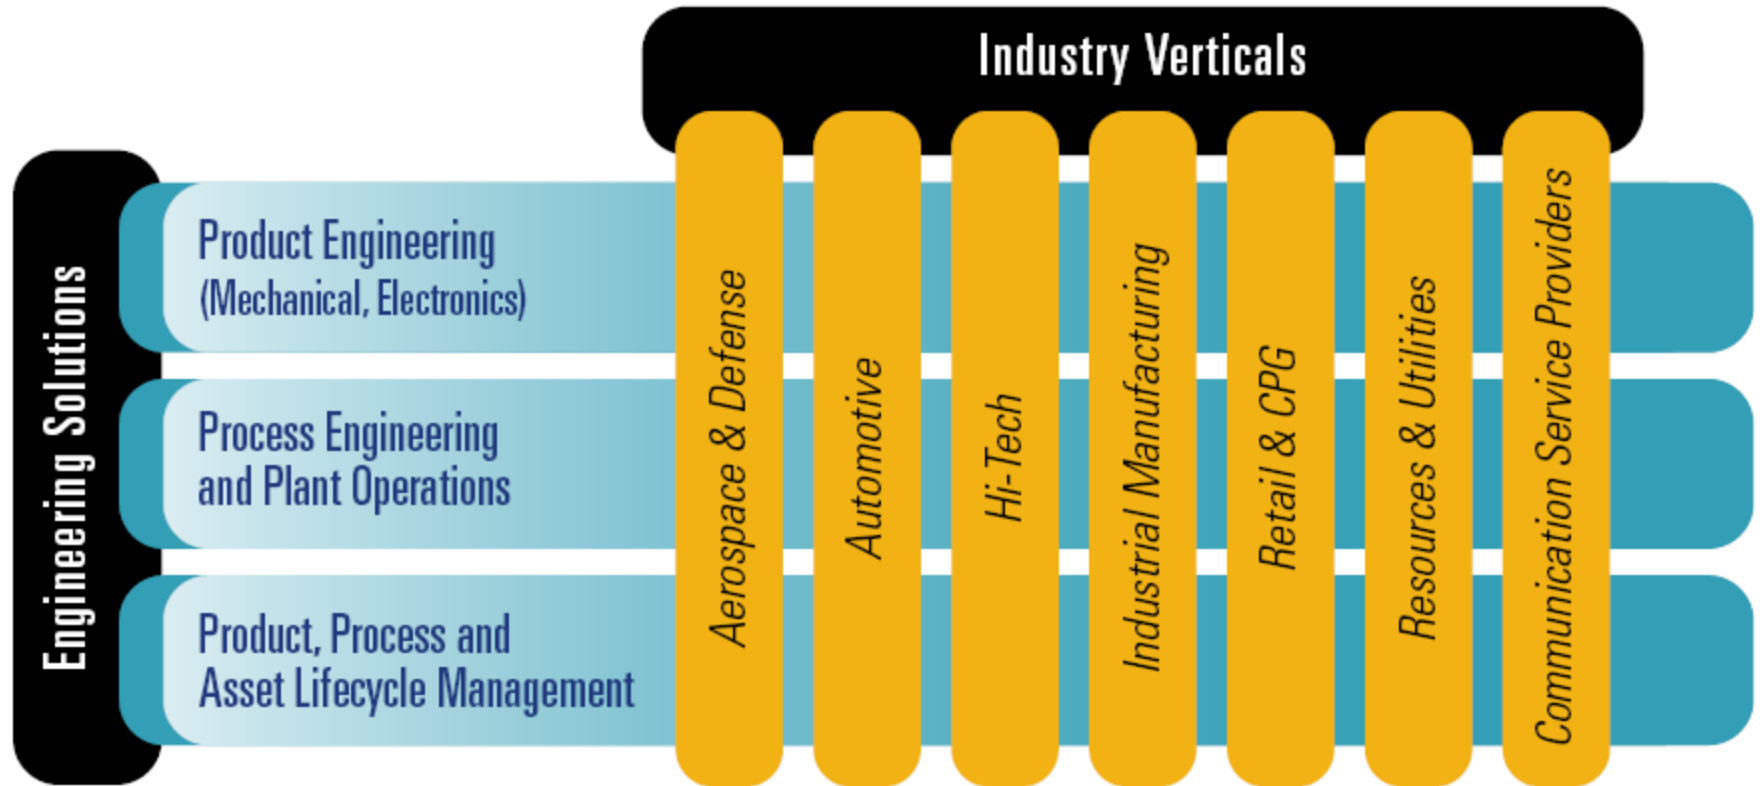 Industry Verticals
Engineering Solutions
Product Engineering
(Mechanical, Electronics)
Process Engineering
and Plant Operations
Product, Process and
Asset Lifecycle Management
Aerospace & Defense
Automotive
Hi-Tech
Industrial Manufacturing
Retail & CPG
Resources & Utilities
Communication Service Providers